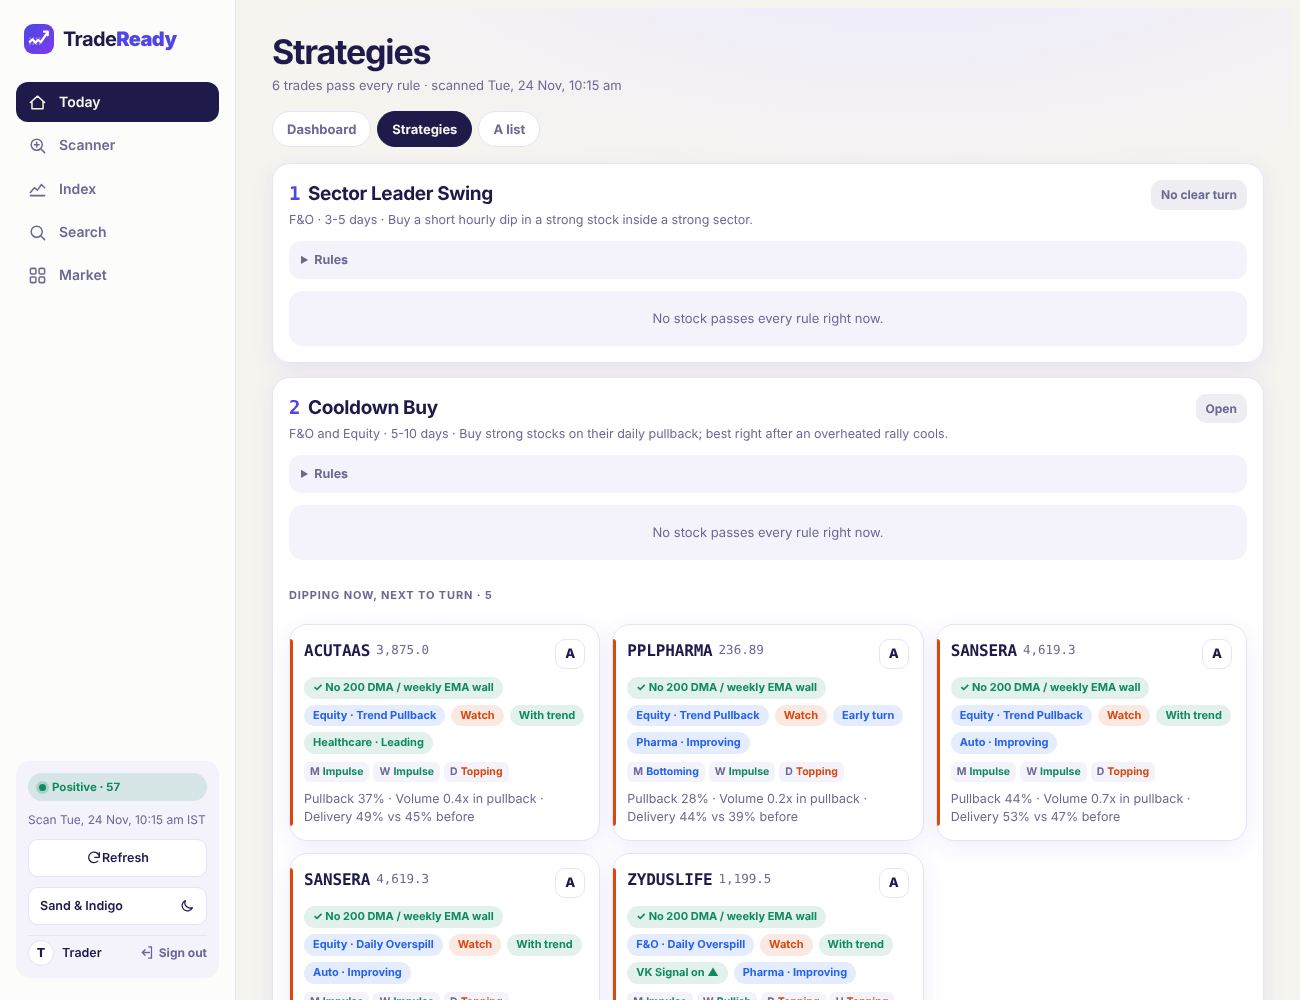 TradeReady
Today
Scanner
Index
Search
Market
Positive · 57
Scan Tue, 24 Nov, 10:15 am IST
Refresh
Sand & Indigo
T Trader Sign out
Strategies
6 trades pass every rule · scanned Tue, 24 Nov, 10:15 am
Dashboard Strategies A list
1 Sector Leader Swing No clear turn
F&O · 3-5 days · Buy a short hourly dip in a strong stock inside a strong sector.
▶ Rules
No stock passes every rule right now.
2 Cooldown Buy Open
F&O and Equity · 5-10 days · Buy strong stocks on their daily pullback; best right after an overheated rally cools.
▶ Rules
No stock passes every rule right now.
DIPPING NOW, NEXT TO TURN · 5
ACUTAAS 3,875.0 A
✓ No 200 DMA / weekly EMA wall
Equity · Trend Pullback Watch With trend
Healthcare · Leading
M Impulse W Impulse D Topping
Pullback 37% · Volume 0.4x in pullback ·
Delivery 49% vs 45% before
PPLPHARMA 236.89 A
✓ No 200 DMA / weekly EMA wall
Equity · Trend Pullback Watch Early turn
Pharma · Improving
M Bottoming W Impulse D Topping
Pullback 28% · Volume 0.2x in pullback ·
Delivery 44% vs 39% before
SANSERA 4,619.3 A
✓ No 200 DMA / weekly EMA wall
Equity · Trend Pullback Watch With trend
Auto · Improving
M Impulse W Impulse D Topping
Pullback 44% · Volume 0.7x in pullback ·
Delivery 53% vs 47% before
SANSERA 4,619.3 A
✓ No 200 DMA / weekly EMA wall
Equity · Daily Overspill Watch With trend
Auto · Improving
M Impulse W Impulse D Topping
ZYDUSLIFE 1,199.5 A
✓ No 200 DMA / weekly EMA wall
F&O · Daily Overspill Watch With trend
VK Signal on ▲ Pharma · Improving
M Impulse W Bullish D Topping H Topping